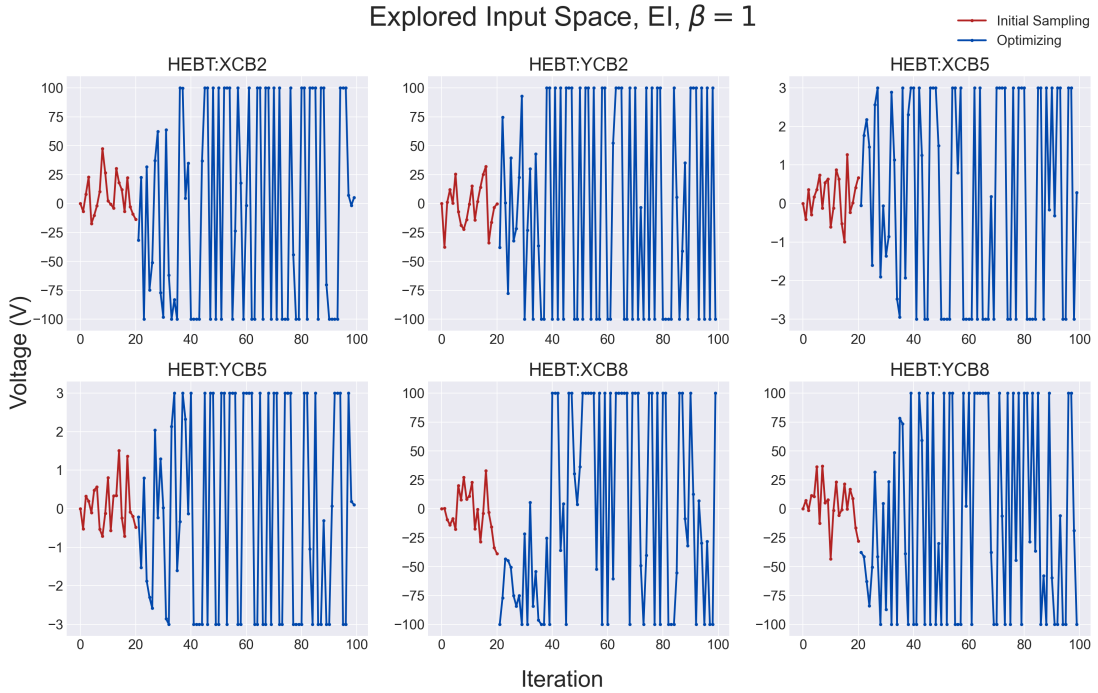 Explored Input Space, EI, β = 1
Initial Sampling
Optimizing
HEBT:XCB2
HEBT:YCB2
HEBT:XCB5
100
75
50
25
0
−25
−50
−75
−100
0 20 40 60 80 100
100
75
50
25
0
−25
−50
−75
−100
0 20 40 60 80 100
3
2
1
0
−1
−2
−3
0 20 40 60 80 100
Voltage (V)
HEBT:YCB5
HEBT:XCB8
HEBT:YCB8
3
2
1
0
−1
−2
−3
0 20 40 60 80 100
100
75
50
25
0
−25
−50
−75
−100
0 20 40 60 80 100
100
75
50
25
0
−25
−50
−75
−100
0 20 40 60 80 100
Iteration